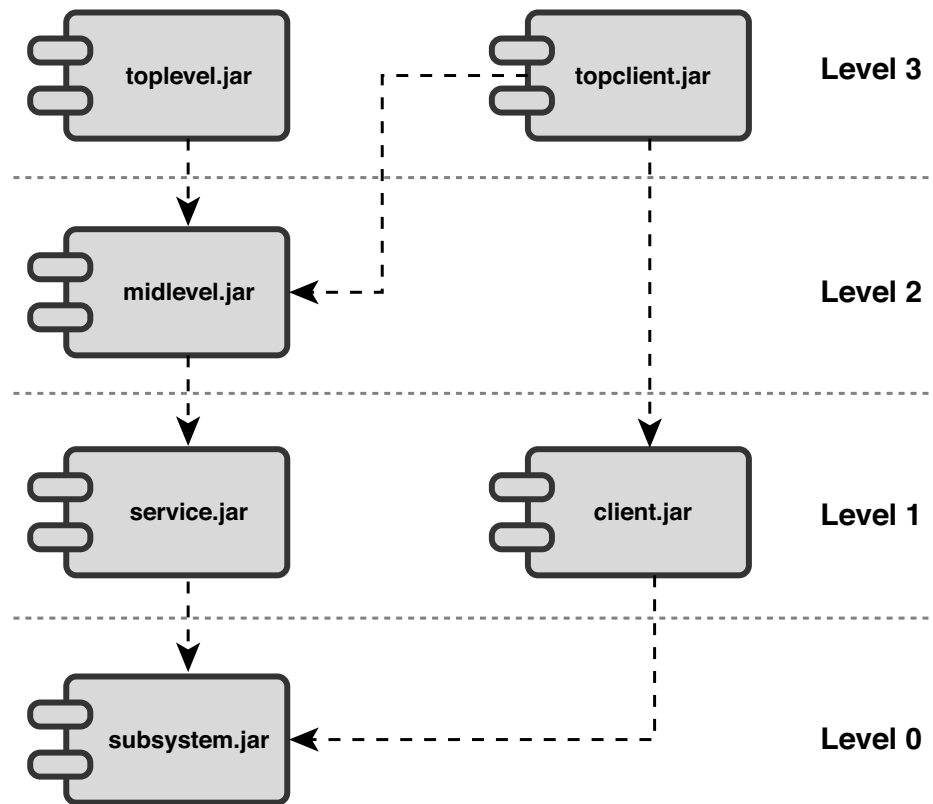 toplevel.jar
topclient.jar
Level 3
midlevel.jar
Level 2
service.jar
client.jar
Level 1
subsystem.jar
Level 0